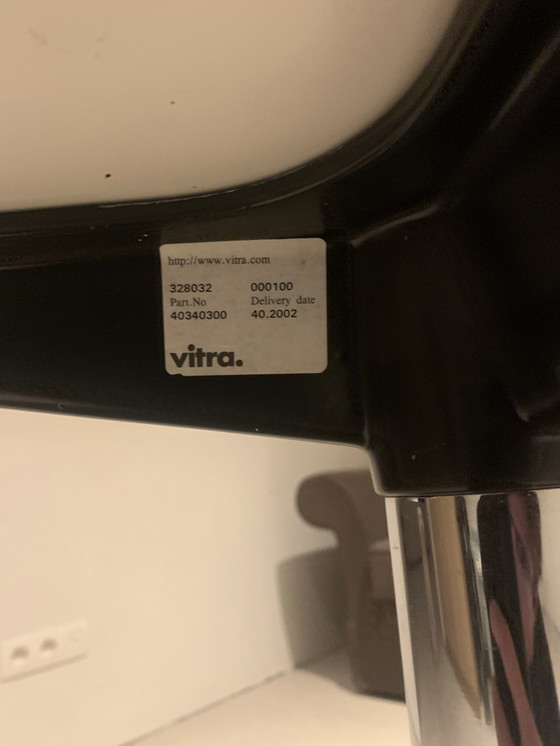 http://www.vitra.com
328032 000100
Part.No Delivery date
40340300 40.2002
vitra.